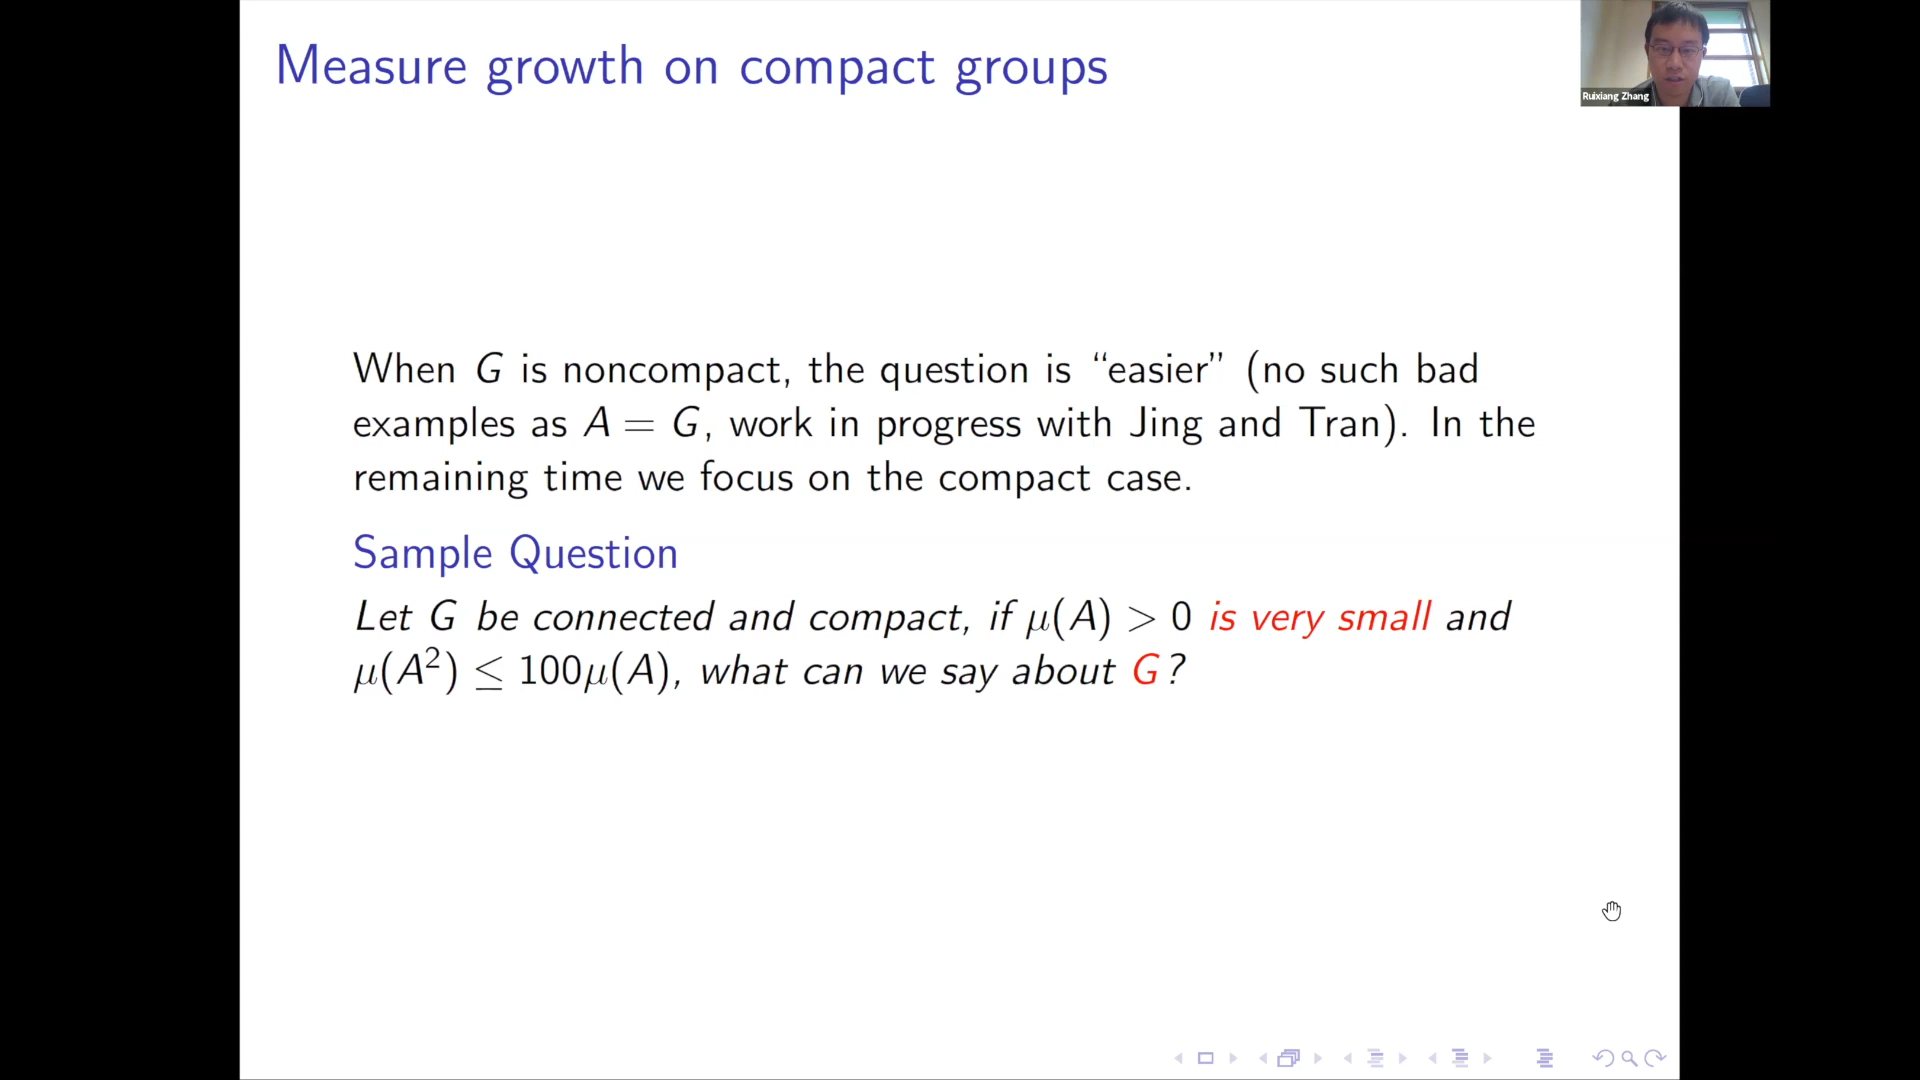 Measure growth on compact groups
Ruixiang Zhang
When G is noncompact, the question is “easier” (no such bad
examples as A = G, work in progress with Jing and Tran). In the
remaining time we focus on the compact case.
Sample Question
Let G be connected and compact, if μ(A) > 0 is very small and
μ(A²) ≤ 100μ(A), what can we say about G?